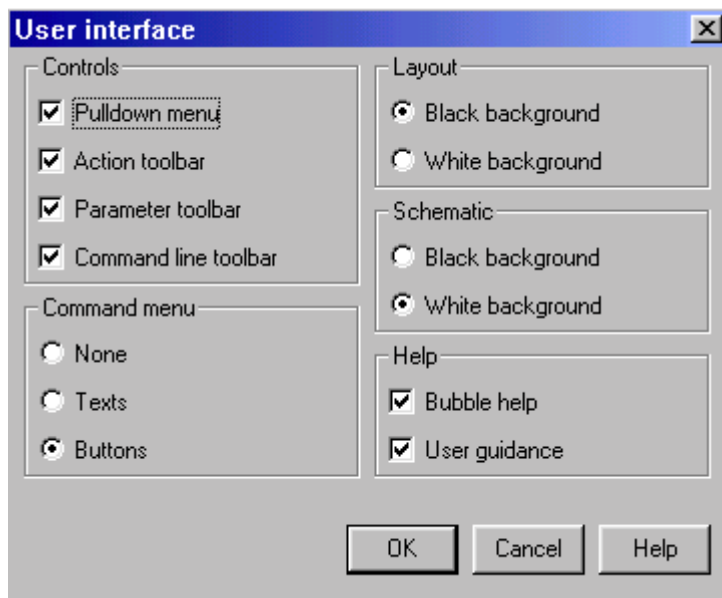 User interface
Controls
Pulldown menu
Action toolbar
Parameter toolbar
Command line toolbar
Command menu
None
Texts
Buttons
Layout
Black background
White background
Schematic
Black background
White background
Help
Bubble help
User guidance
OK
Cancel
Help